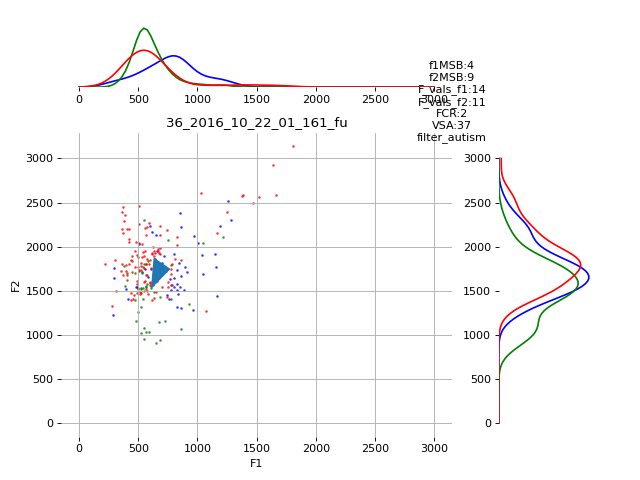 f1MSB:4
f2MSB:9
F_vals_f1:14
F_vals_f2:11
FCR:2
VSA:37
filter_autism
0 500 1000 1500 2000 2500 3000
36_2016_10_22_01_161_fu
3000 3000
2500 2500
2000 2000
1500 1500
1000 1000
500 500
0 0
F2
0 500 1000 1500 2000 2500 3000
F1